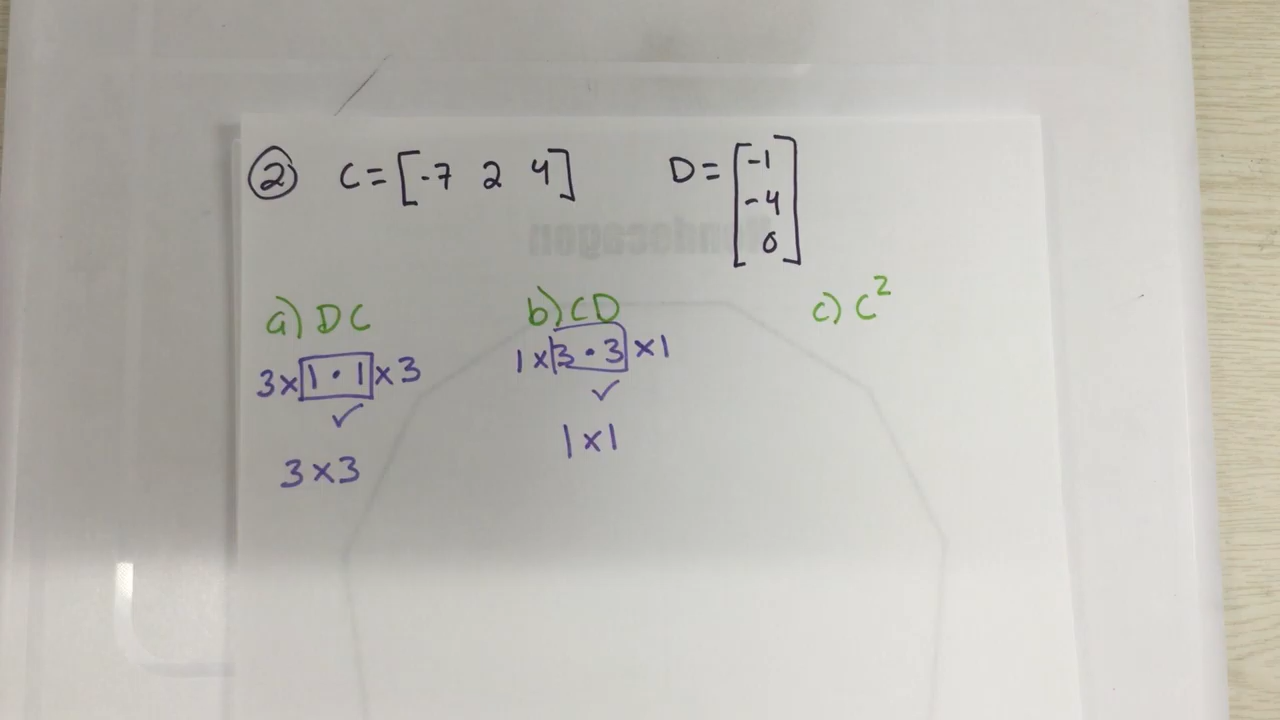 ② C = [-7 2 4] D = [-1
-4
0]
a) DC b) CD c) C²
3×1·1×3 1×3·3×1
✓ ✓
3×3 1×1
Hendecagon